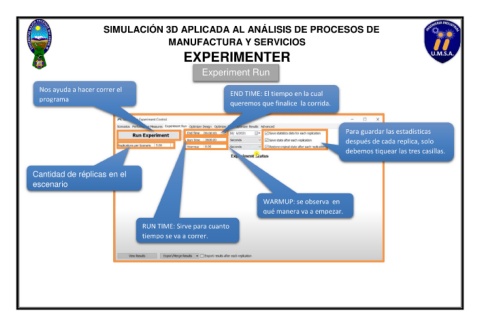 SIMULACIÓN 3D APLICADA AL ANÁLISIS DE PROCESOS DE
MANUFACTURA Y SERVICIOS
EXPERIMENTER
Experiment Run
U.M.S.A.
Nos ayuda a hacer correr el
programa
END TIME: El tiempo en la cual
queremos que finalice la corrida.
Para guardar las estadísticas
después de cada replica, solo
debemos tiquear las tres casillas.
Run Experiment
Cantidad de réplicas en el
escenario
WARMUP: se observa en
qué manera va a empezar.
RUN TIME: Sirve para cuanto
tiempo se va a correr.
View Results